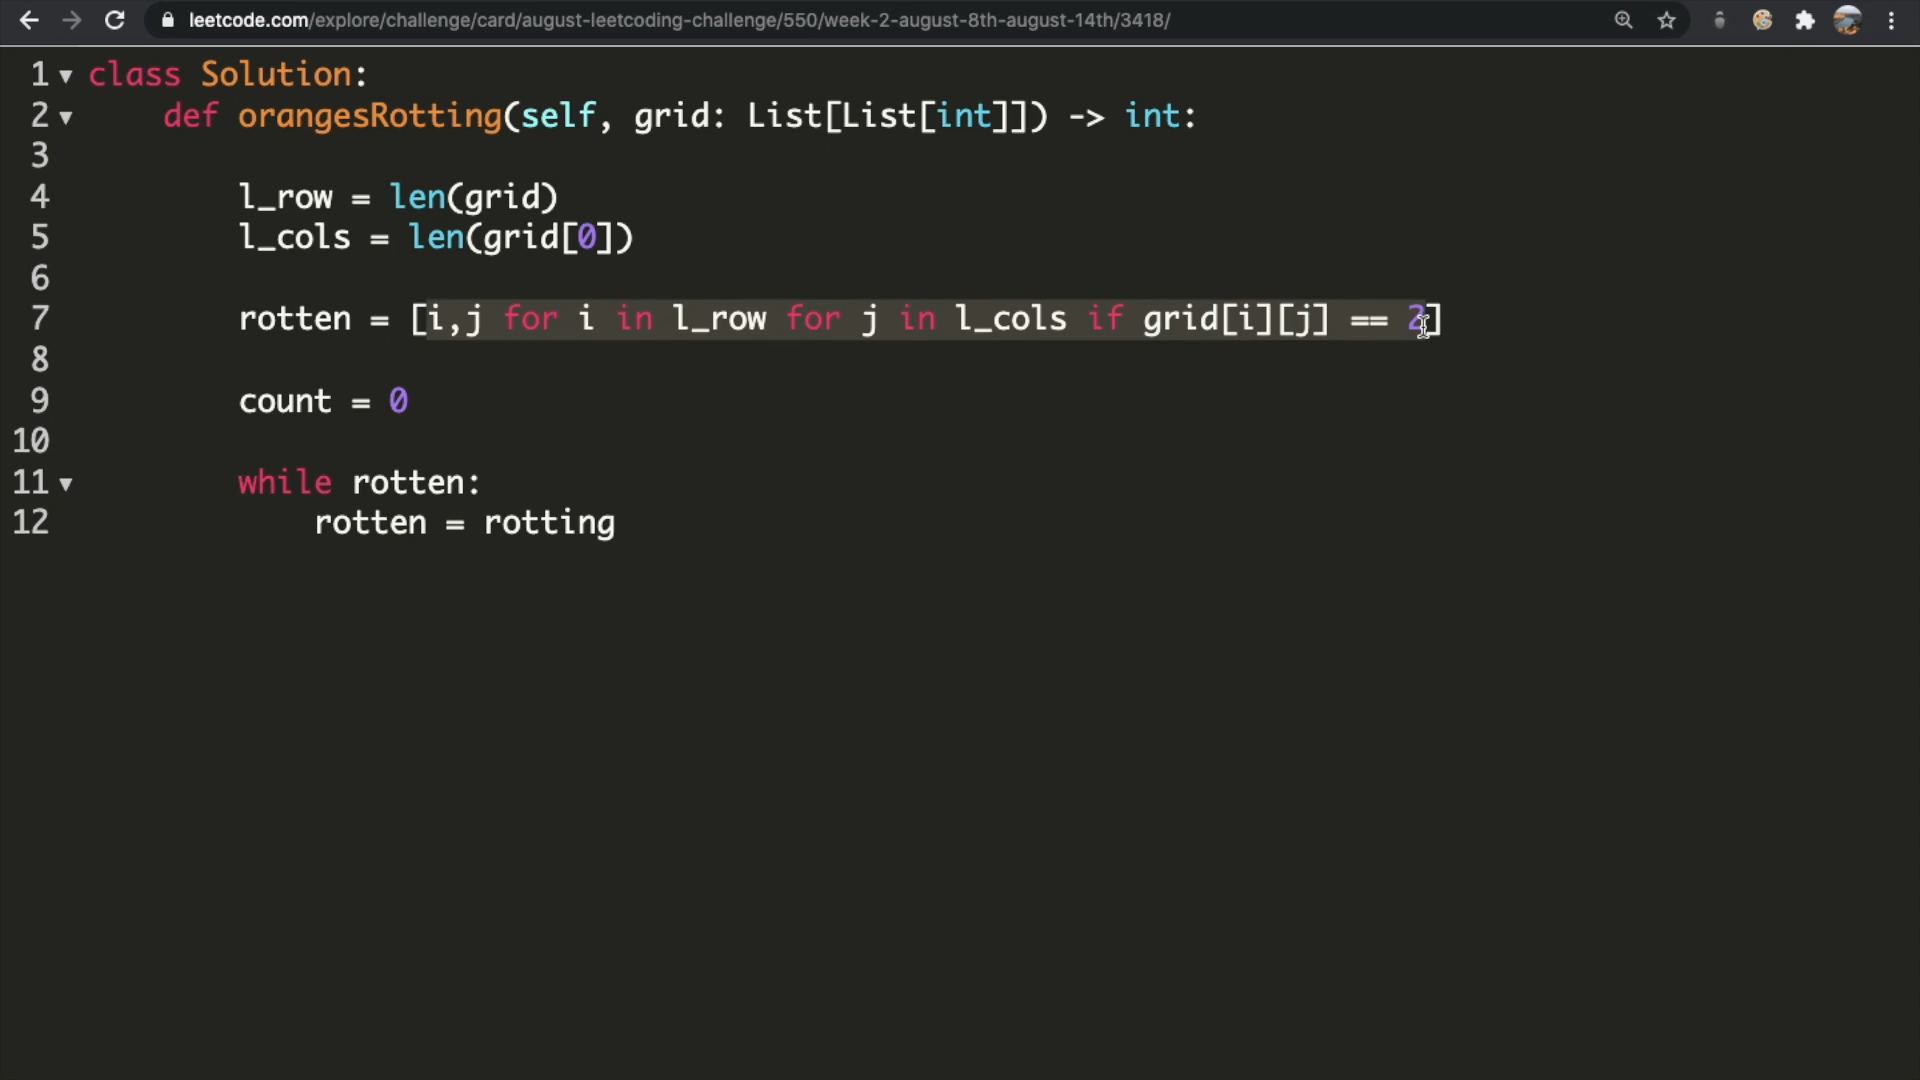 leetcode.com/explore/challenge/card/august-leetcoding-challenge/550/week-2-august-8th-august-14th/3418/
1 class Solution:
2 def orangesRotting(self, grid: List[List[int]]) -> int:
3
4 l_row = len(grid)
5 l_cols = len(grid[0])
6
7 rotten = [i,j for i in l_row for j in l_cols if grid[i][j] == 2]
8
9 count = 0
10
11 while rotten:
12 rotten = rotting